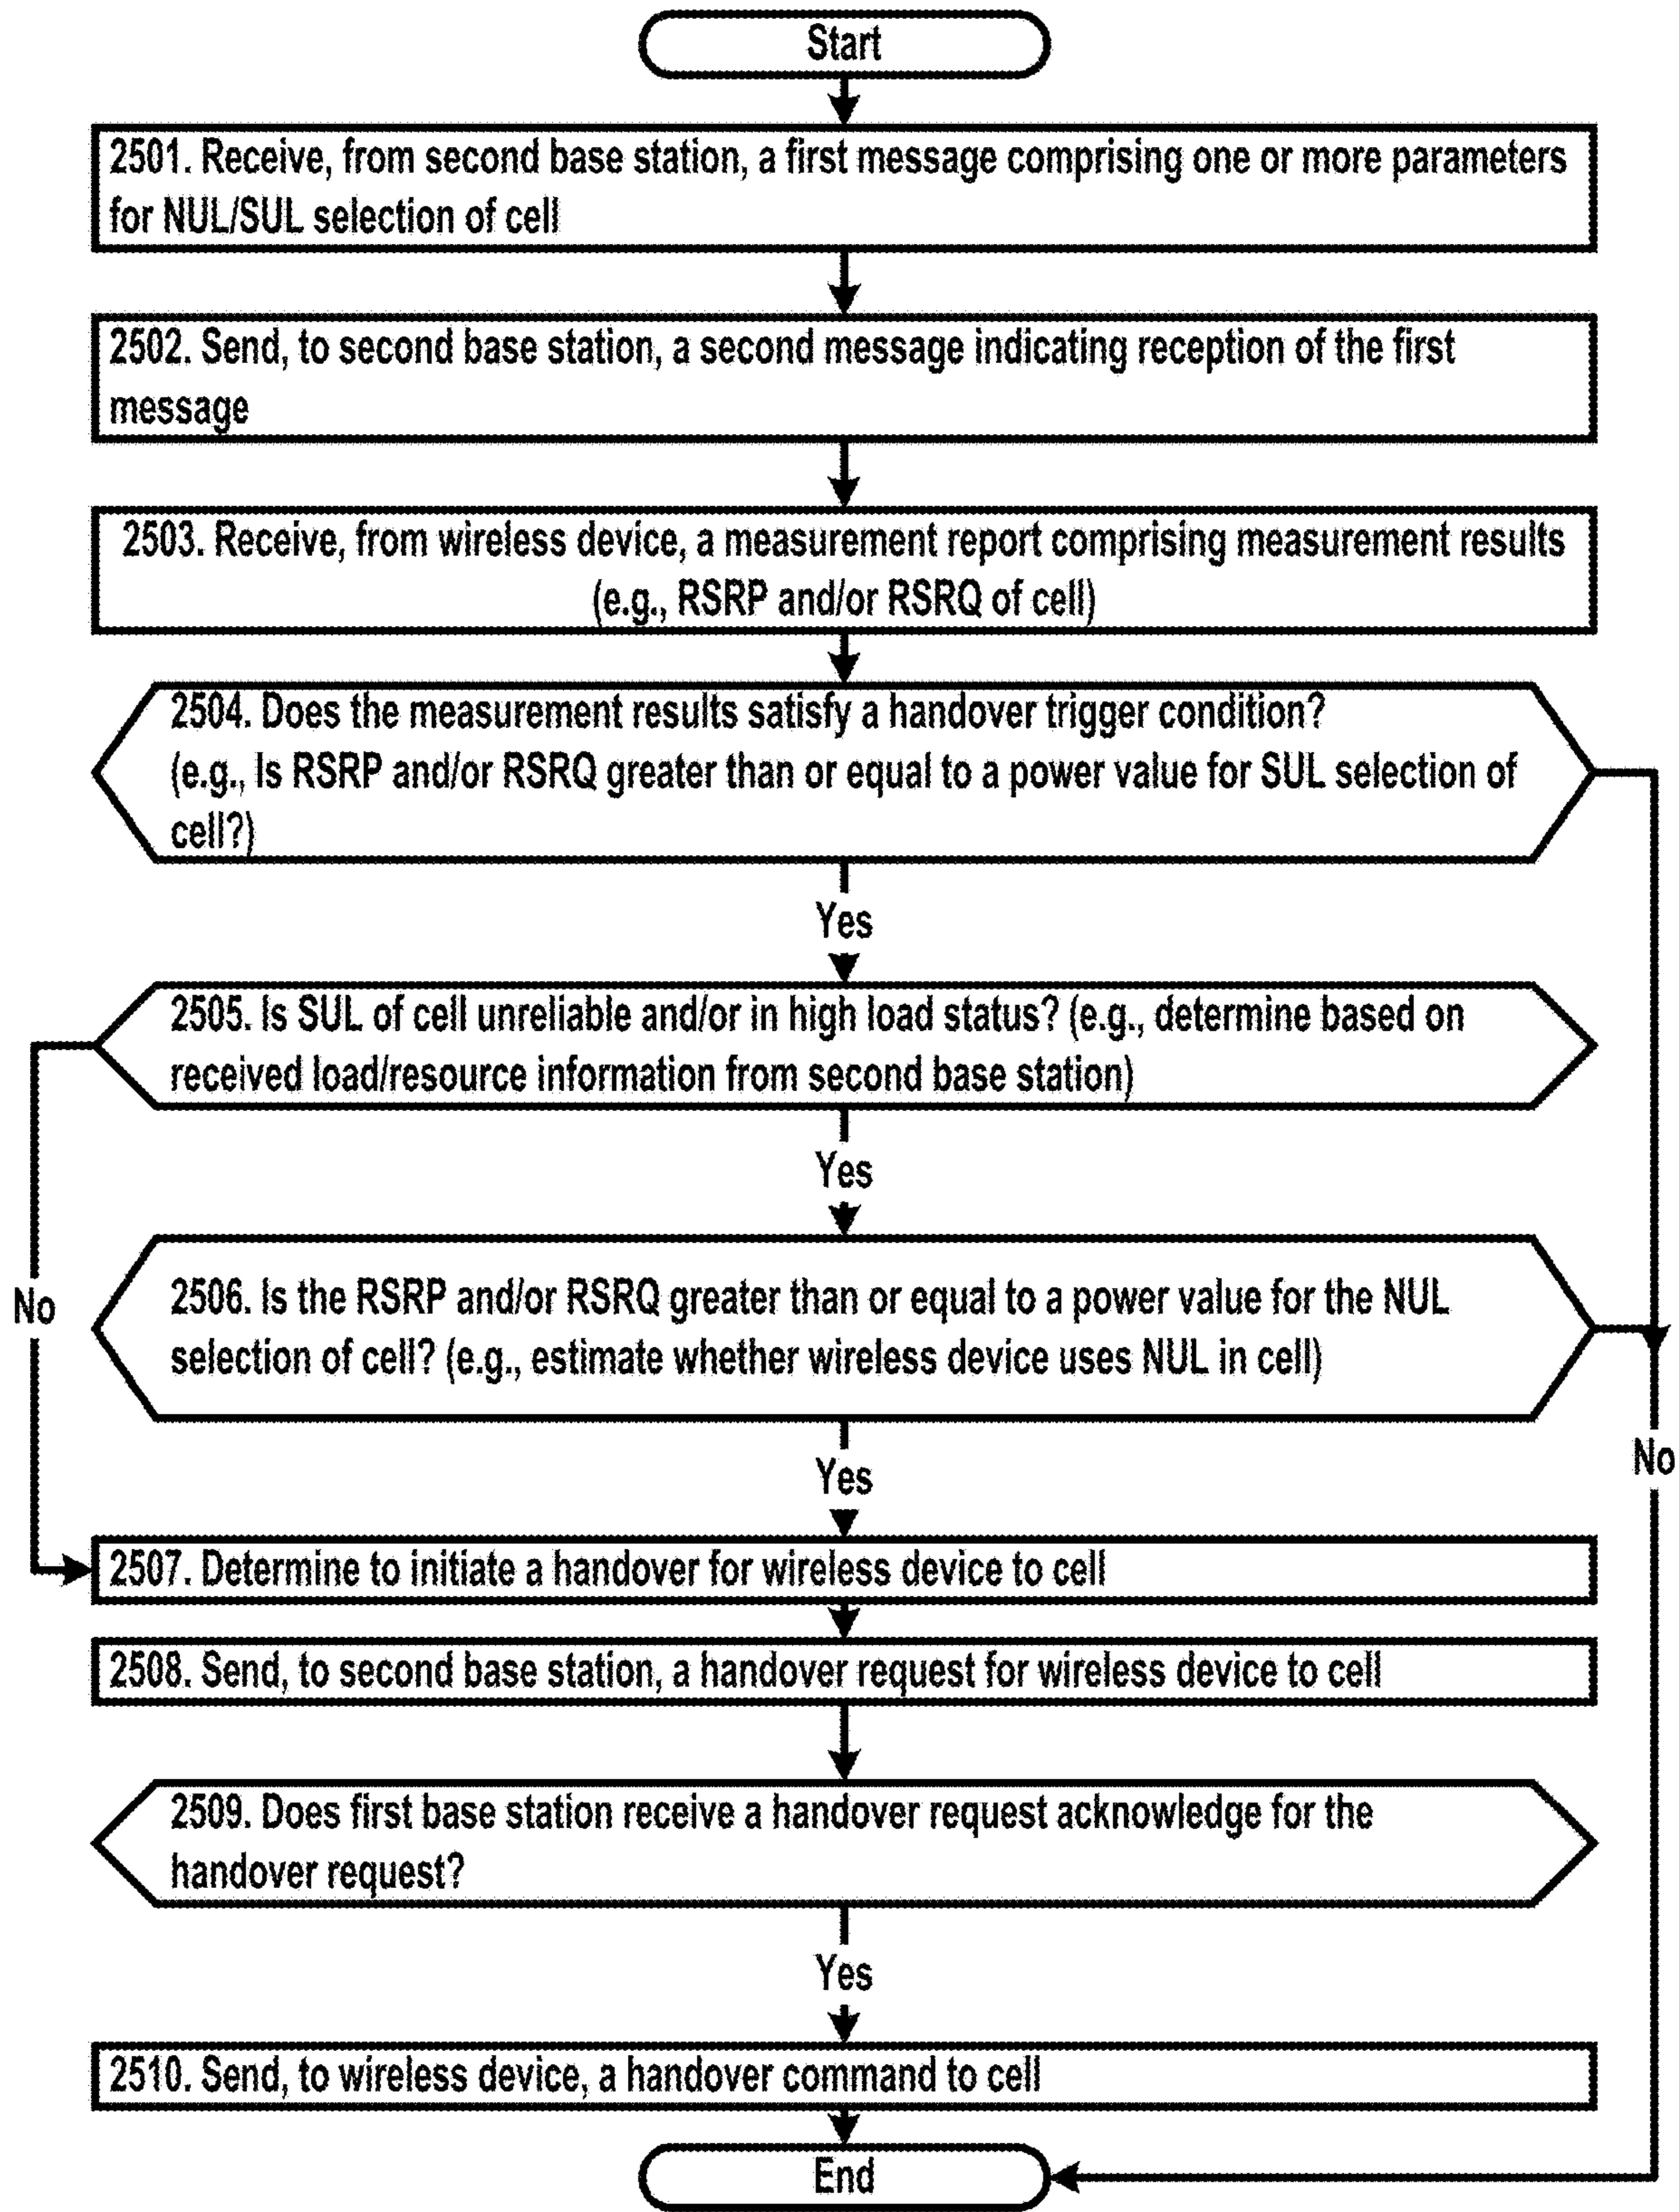 Start
2501. Receive, from second base station, a first message comprising one or more parameters
for NUL/SUL selection of cell
2502. Send, to second base station, a second message indicating reception of the first
message
2503. Receive, from wireless device, a measurement report comprising measurement results
(e.g., RSRP and/or RSRQ of cell)
2504. Does the measurement results satisfy a handover trigger condition?
(e.g., Is RSRP and/or RSRQ greater than or equal to a power value for SUL selection of
cell?)
Yes
2505. Is SUL of cell unreliable and/or in high load status? (e.g., determine based on
received load/resource information from second base station)
Yes
No
2506. Is the RSRP and/or RSRQ greater than or equal to a power value for the NUL
selection of cell? (e.g., estimate whether wireless device uses NUL in cell)
Yes
No
2507. Determine to initiate a handover for wireless device to cell
2508. Send, to second base station, a handover request for wireless device to cell
2509. Does first base station receive a handover request acknowledge for the
handover request?
Yes
2510. Send, to wireless device, a handover command to cell
End